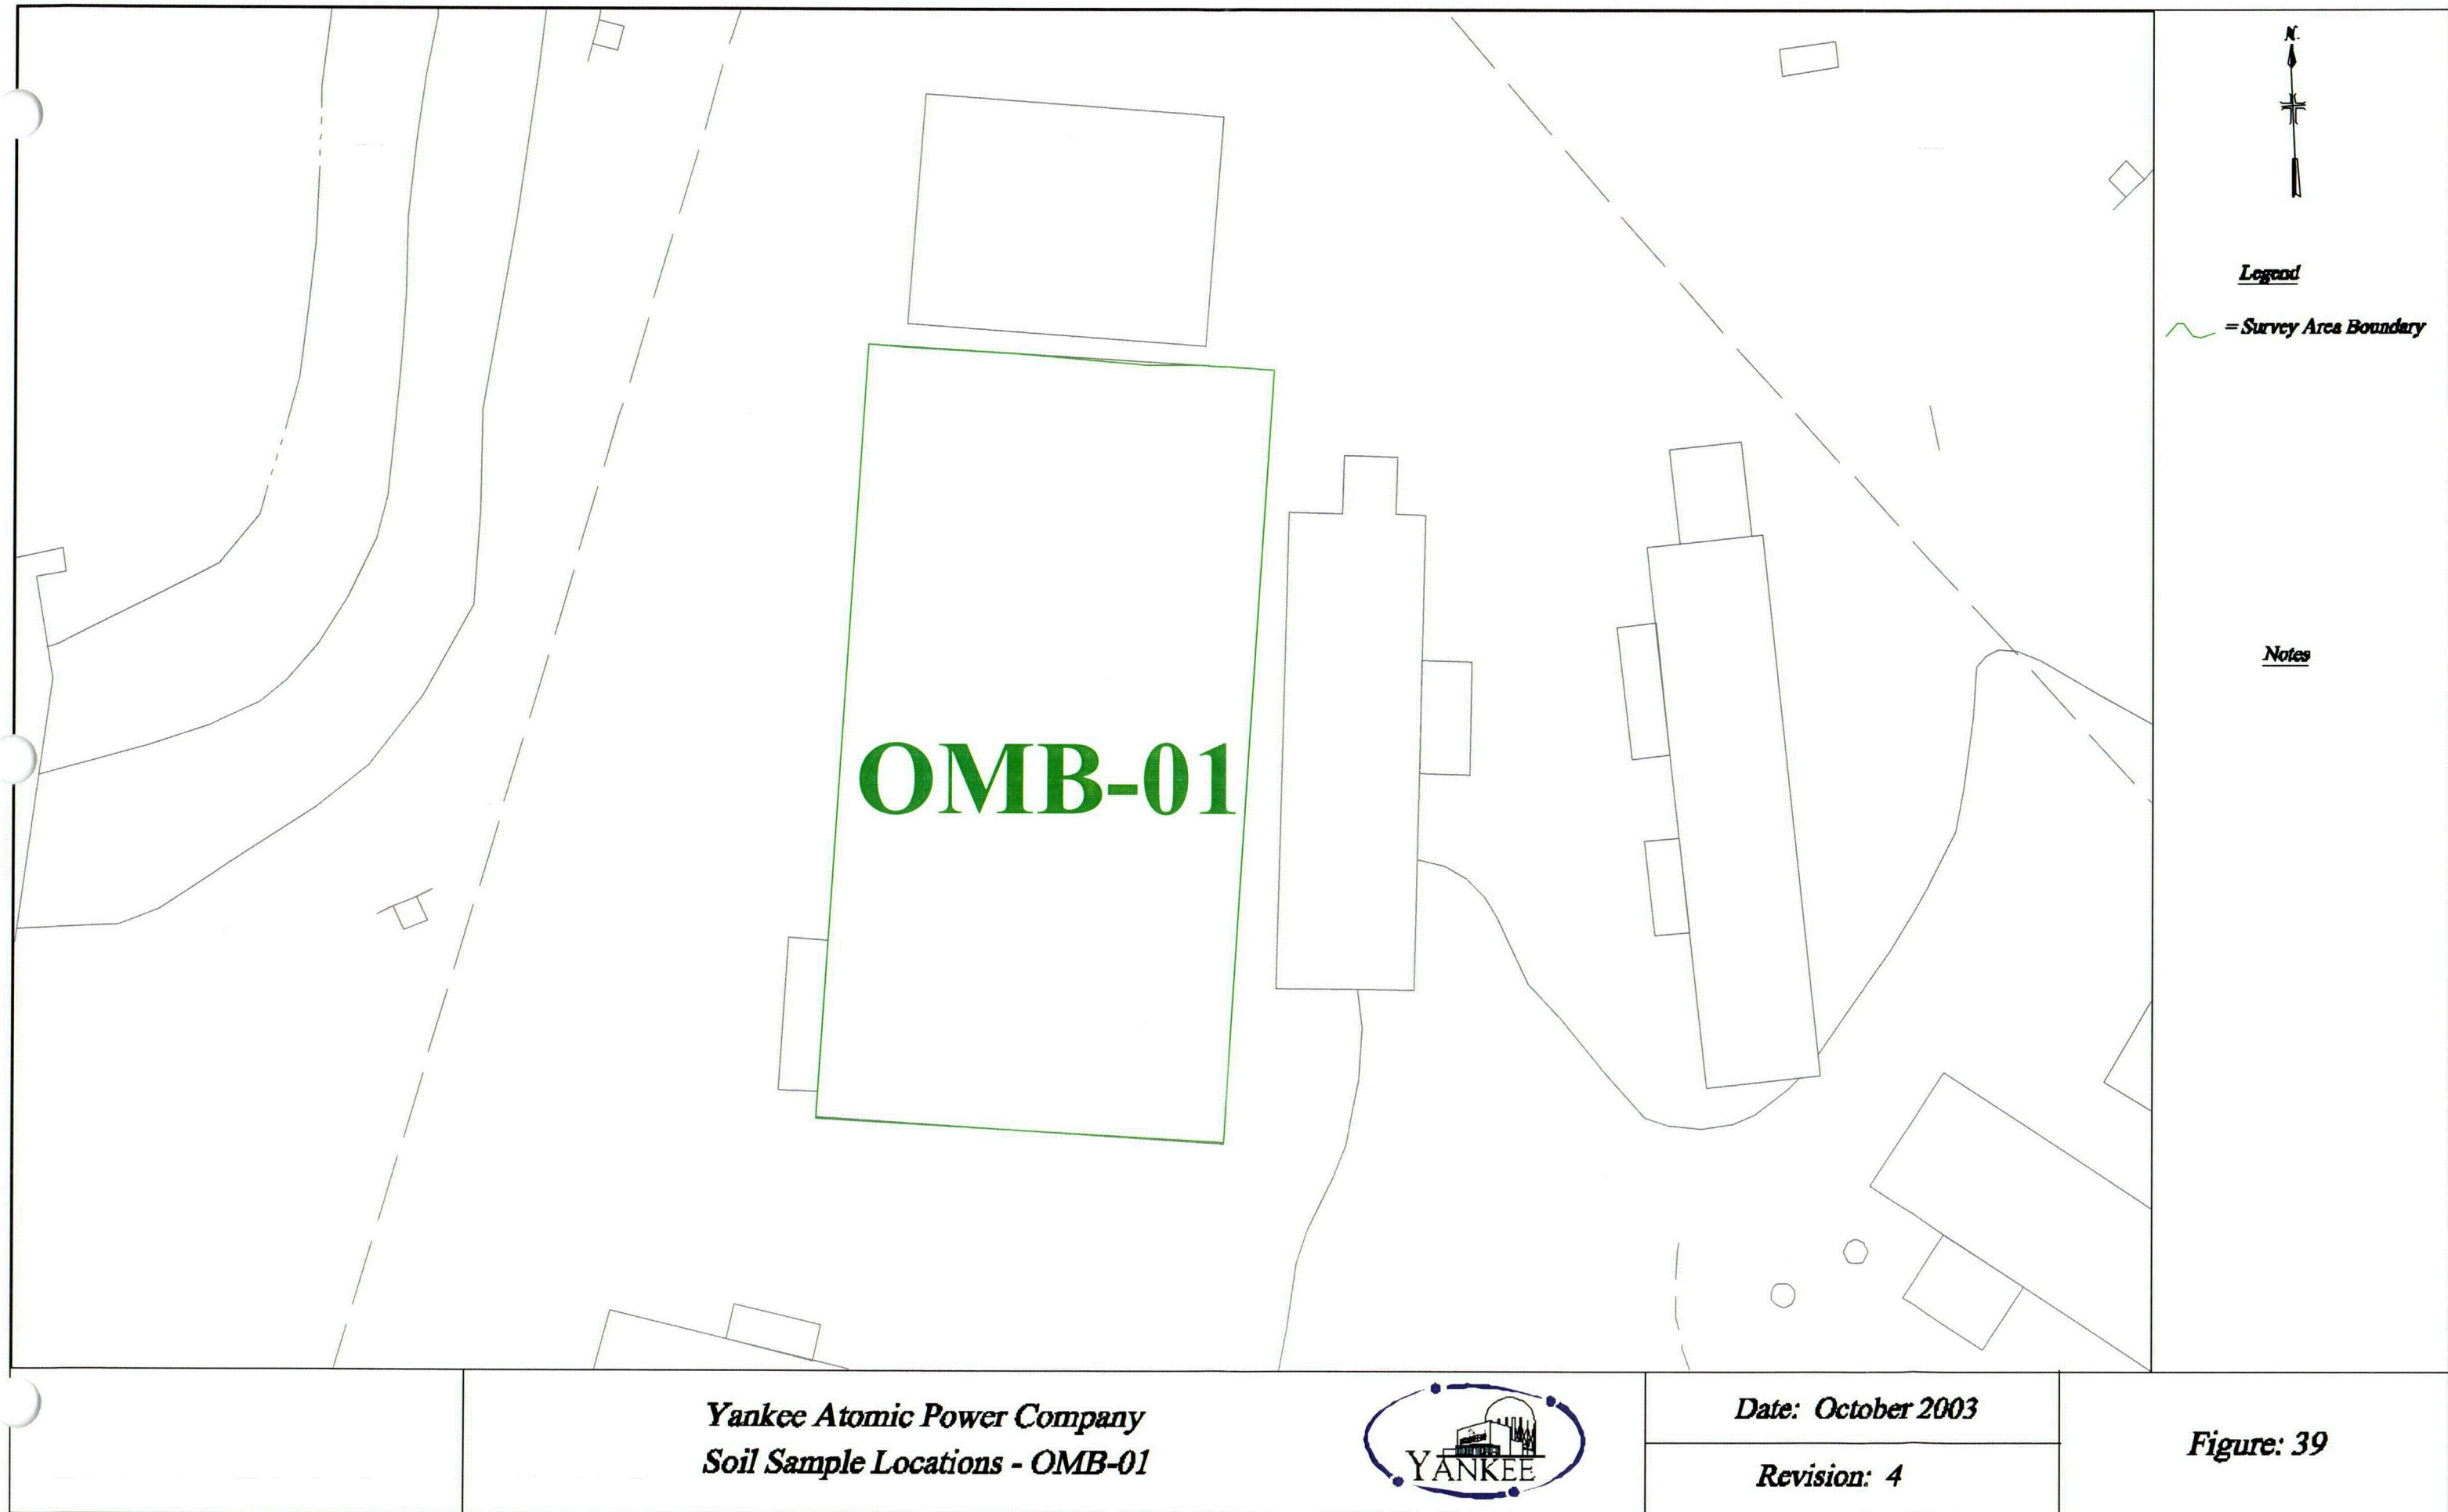 N.
Legend
= Survey Area Boundary
Notes
OMB-01
Yankee Atomic Power Company
Soil Sample Locations - OMB-01
YANKEE
Date: October 2003
Revision: 4
Figure: 39